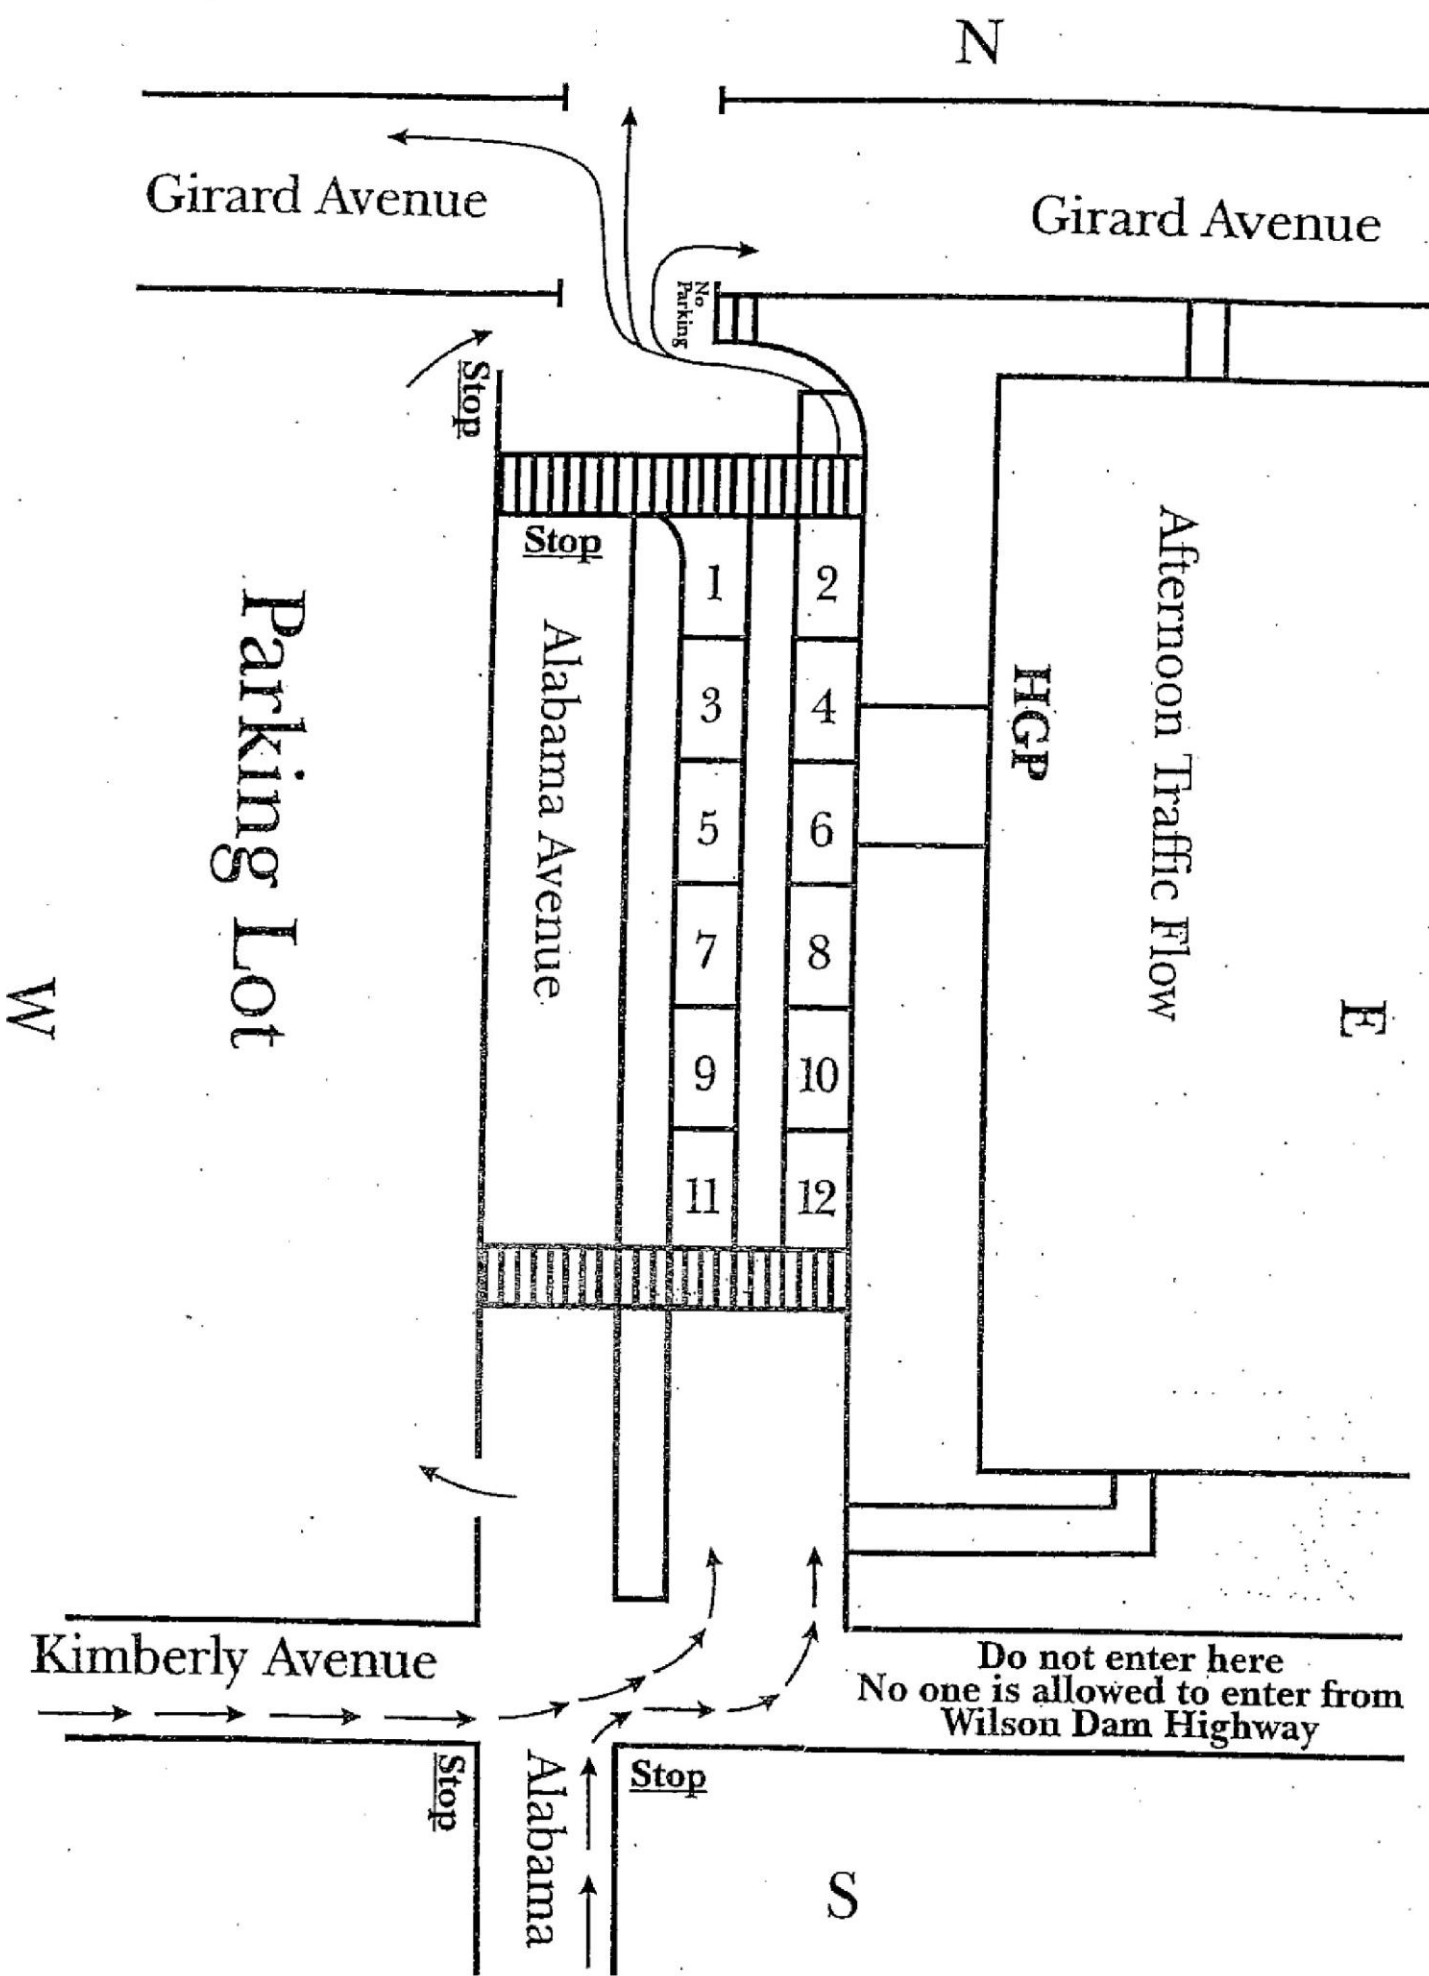 N
Girard Avenue
Girard Avenue
No
Parking
Stop
Stop
1
2
3
4
5
6
7
8
9
10
11
12
Alabama Avenue
HGP
Afternoon Traffic Flow
Parking Lot
W
E
Kimberly Avenue
Do not enter here
No one is allowed to enter from
Wilson Dam Highway
Stop
Alabama
Stop
S